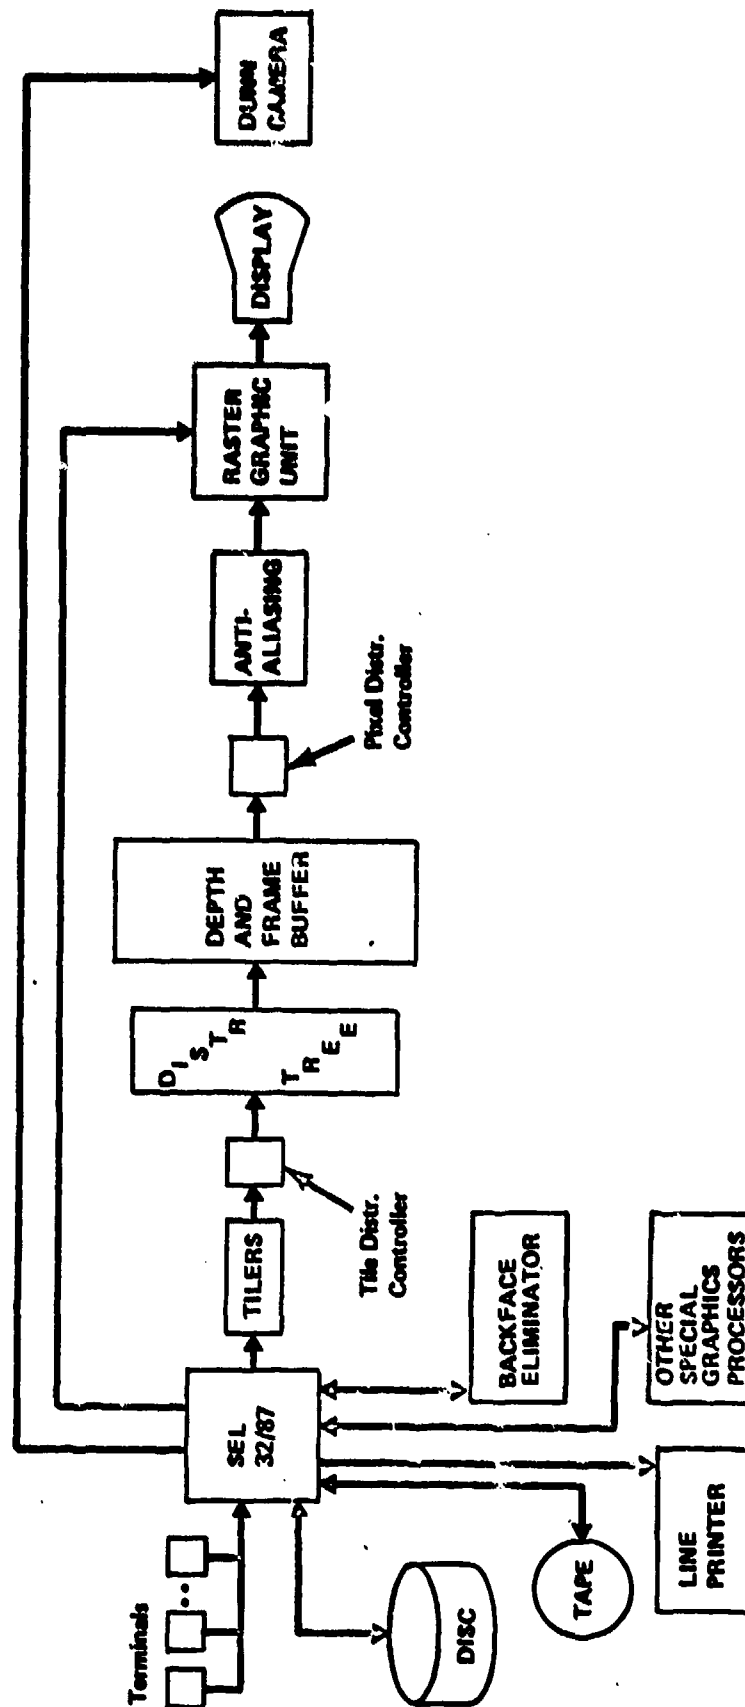 Terminals
DISC
TAPE
LINE
PRINTER
SEL
32/87
BACKFACE
ELIMINATOR
OTHER
SPECIAL
GRAPHICS
PROCESSORS
TILERS
Tile Distr.
Controller
DISTR
TREE
DEPTH
AND
FRAME
BUFFER
Pixel Distr.
Controller
ANTI-
ALIASING
RASTER
GRAPHIC
UNIT
DISPLAY
DUNN
CAMERA